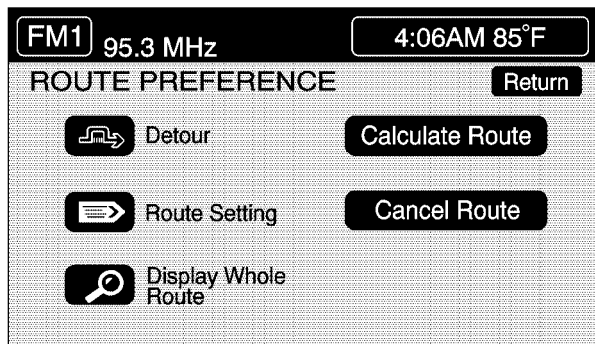 FM1 95.3 MHz 4:06AM 85°F
ROUTE PREFERENCE Return
Detour Calculate Route
Route Setting Cancel Route
Display Whole
Route